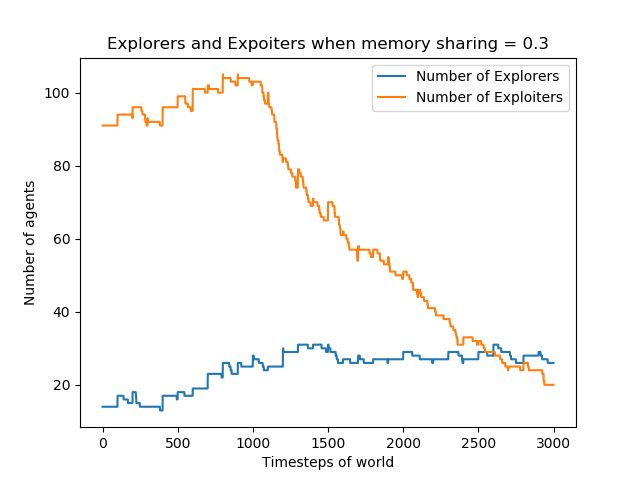 Explorers and Expoiters when memory sharing = 0.3
Number of Explorers
Number of Exploiters
Number of agents
100
80
60
40
20
0 500 1000 1500 2000 2500 3000
Timesteps of world